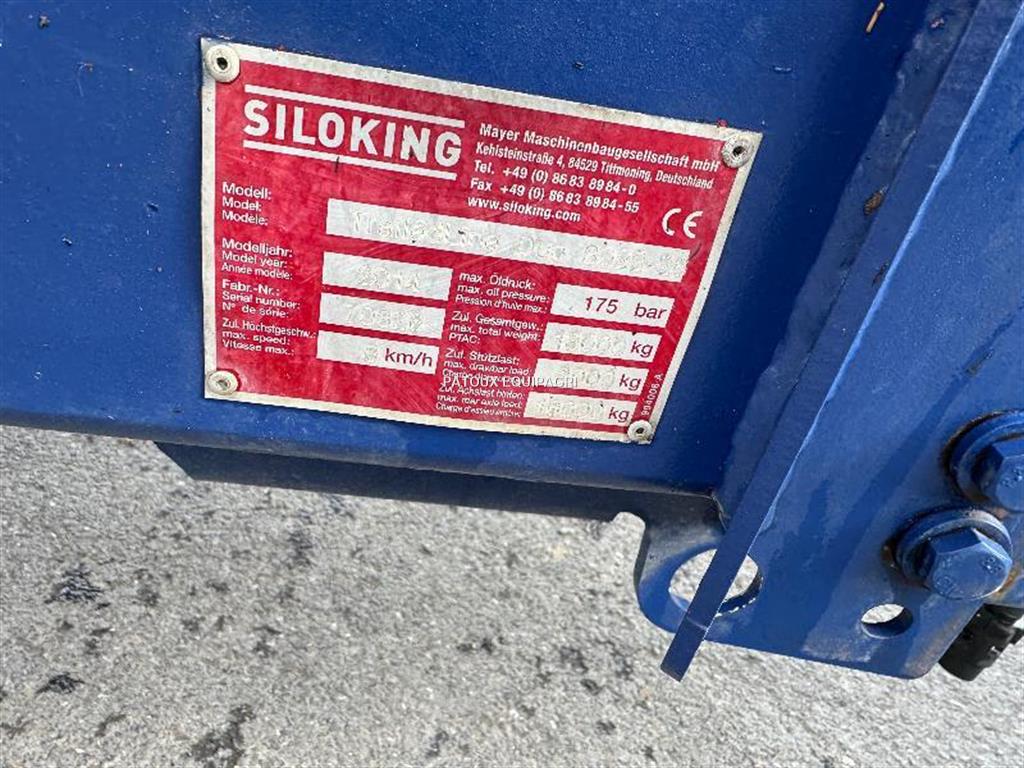 SILOKING
Mayer Maschinenbaugesellschaft mbH
Kehlsteinstraße 4, 84529 Tittmoning, Deutschland
Tel. +49 (0) 86 83 89 84-0
Fax +49 (0) 86 83 89 84-55
www.siloking.com
CE
Modell:
Model:
Modèle:
Modelljahr:
Model year:
Année modèle:
Fabr.-Nr.:
Serial number:
N° de série:
Zul. Höchstgeschw.:
max. speed:
Vitesse max.:
km/h
max. Öldruck:
max. oil pressure:
Pression d'huile max.:
175 bar
Zul. Gesamtgew.:
max. total weight:
PTAC:
kg
Zul. Stützlast:
max. drawbar load:
kg
PATOUX EQUIPAGRI
Zul. Achslast hinten:
max. rear axle load:
Charge d'essieu arrière:
kg
994006.A